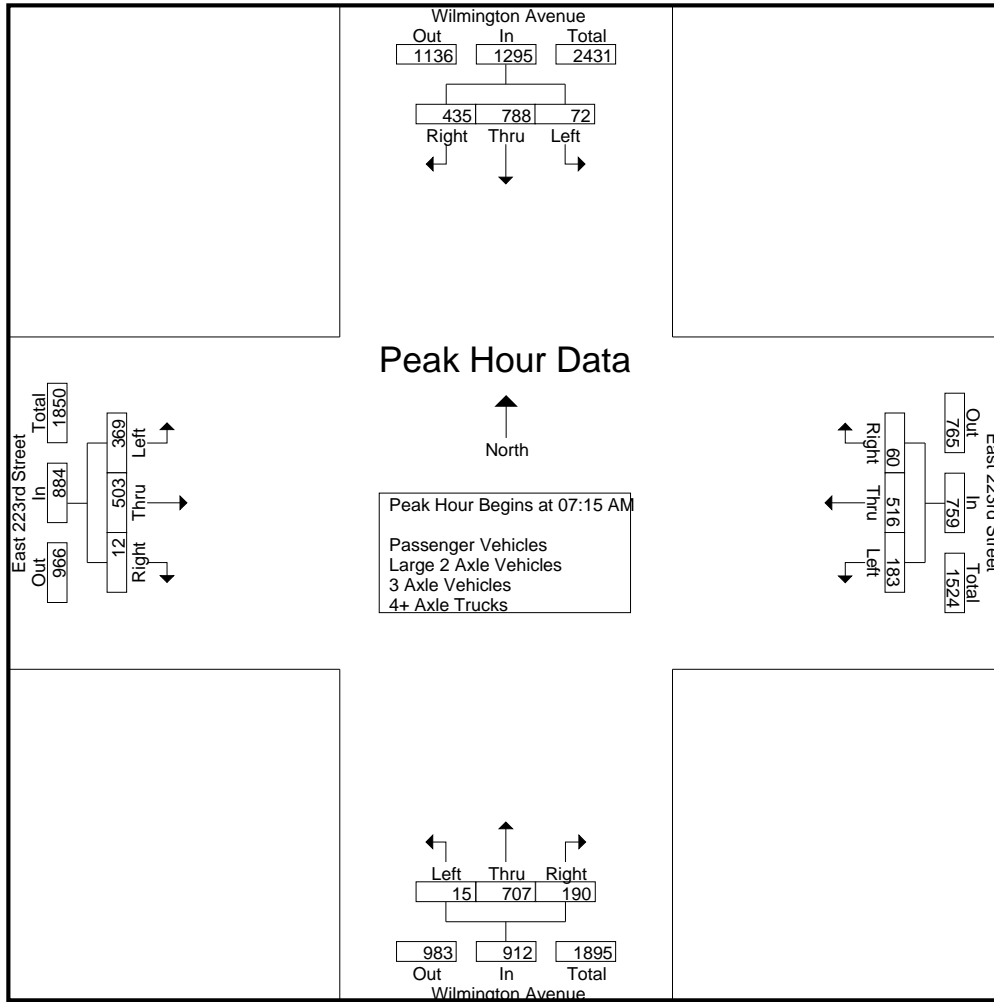 Wilmington Avenue
Out In Total
1136 1295 2431
435 788 72
Right Thru Left
Peak Hour Data
North
Peak Hour Begins at 07:15 AM
Passenger Vehicles
Large 2 Axle Vehicles
3 Axle Vehicles
4+ Axle Trucks
East 223rd Street
Out In Total
966 884 1850
12 503 369
Right Thru Left
East 223rd Street
Out In Total
765 759 1524
60 516 183
Right Thru Left
Left Thru Right
15 707 190
983 912 1895
Out In Total
Wilmington Avenue